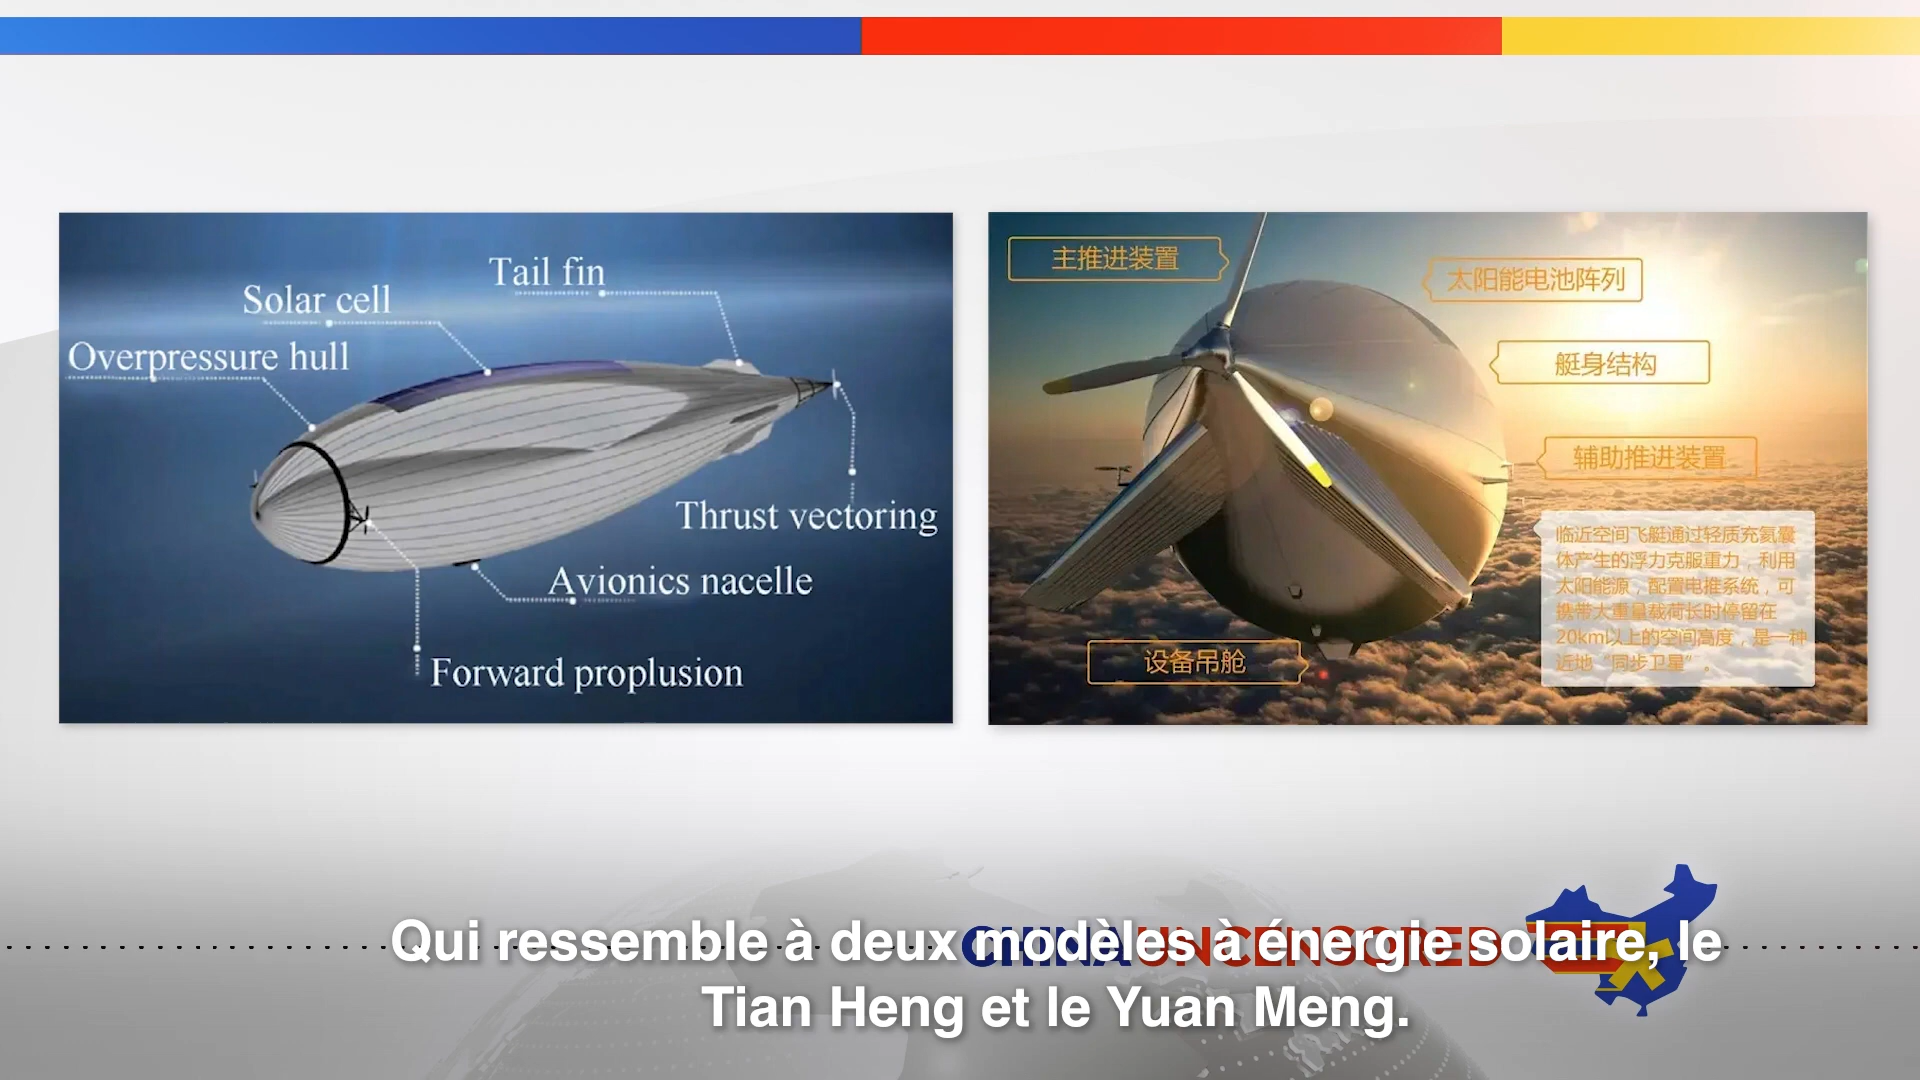 Tail fin
Solar cell
Overpressure hull
Thrust vectoring
Avionics nacelle
Forward proplusion
主推进装置
太阳能电池阵列
艇身结构
辅助推进装置
临近空间飞艇通过轻质充氦囊
体产生的浮力克服重力，利用
太阳能源，配置电推系统，可
携带大重量载荷长时停留在
20km以上的空间高度，是一种
近地“同步卫星”。
设备吊舱
CHINA UNCENSORED
Qui ressemble à deux modèles à énergie solaire, le
Tian Heng et le Yuan Meng.